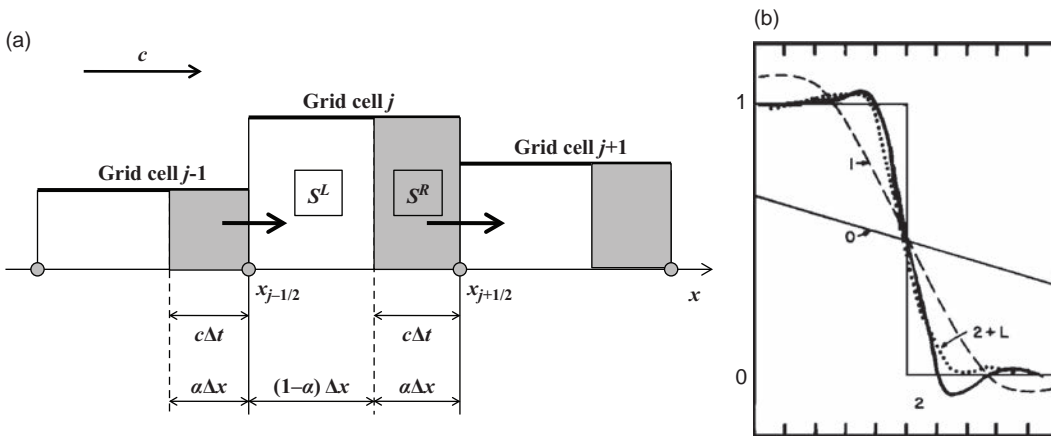 (a)
c
Grid cell j
Grid cell j-1
Grid cell j+1
S^L
S^R
x_{j−1/2}
x_{j+1/2}
x
cΔt
cΔt
αΔx
(1−α) Δx
αΔx
(b)
1
I
0
2+L
0
2